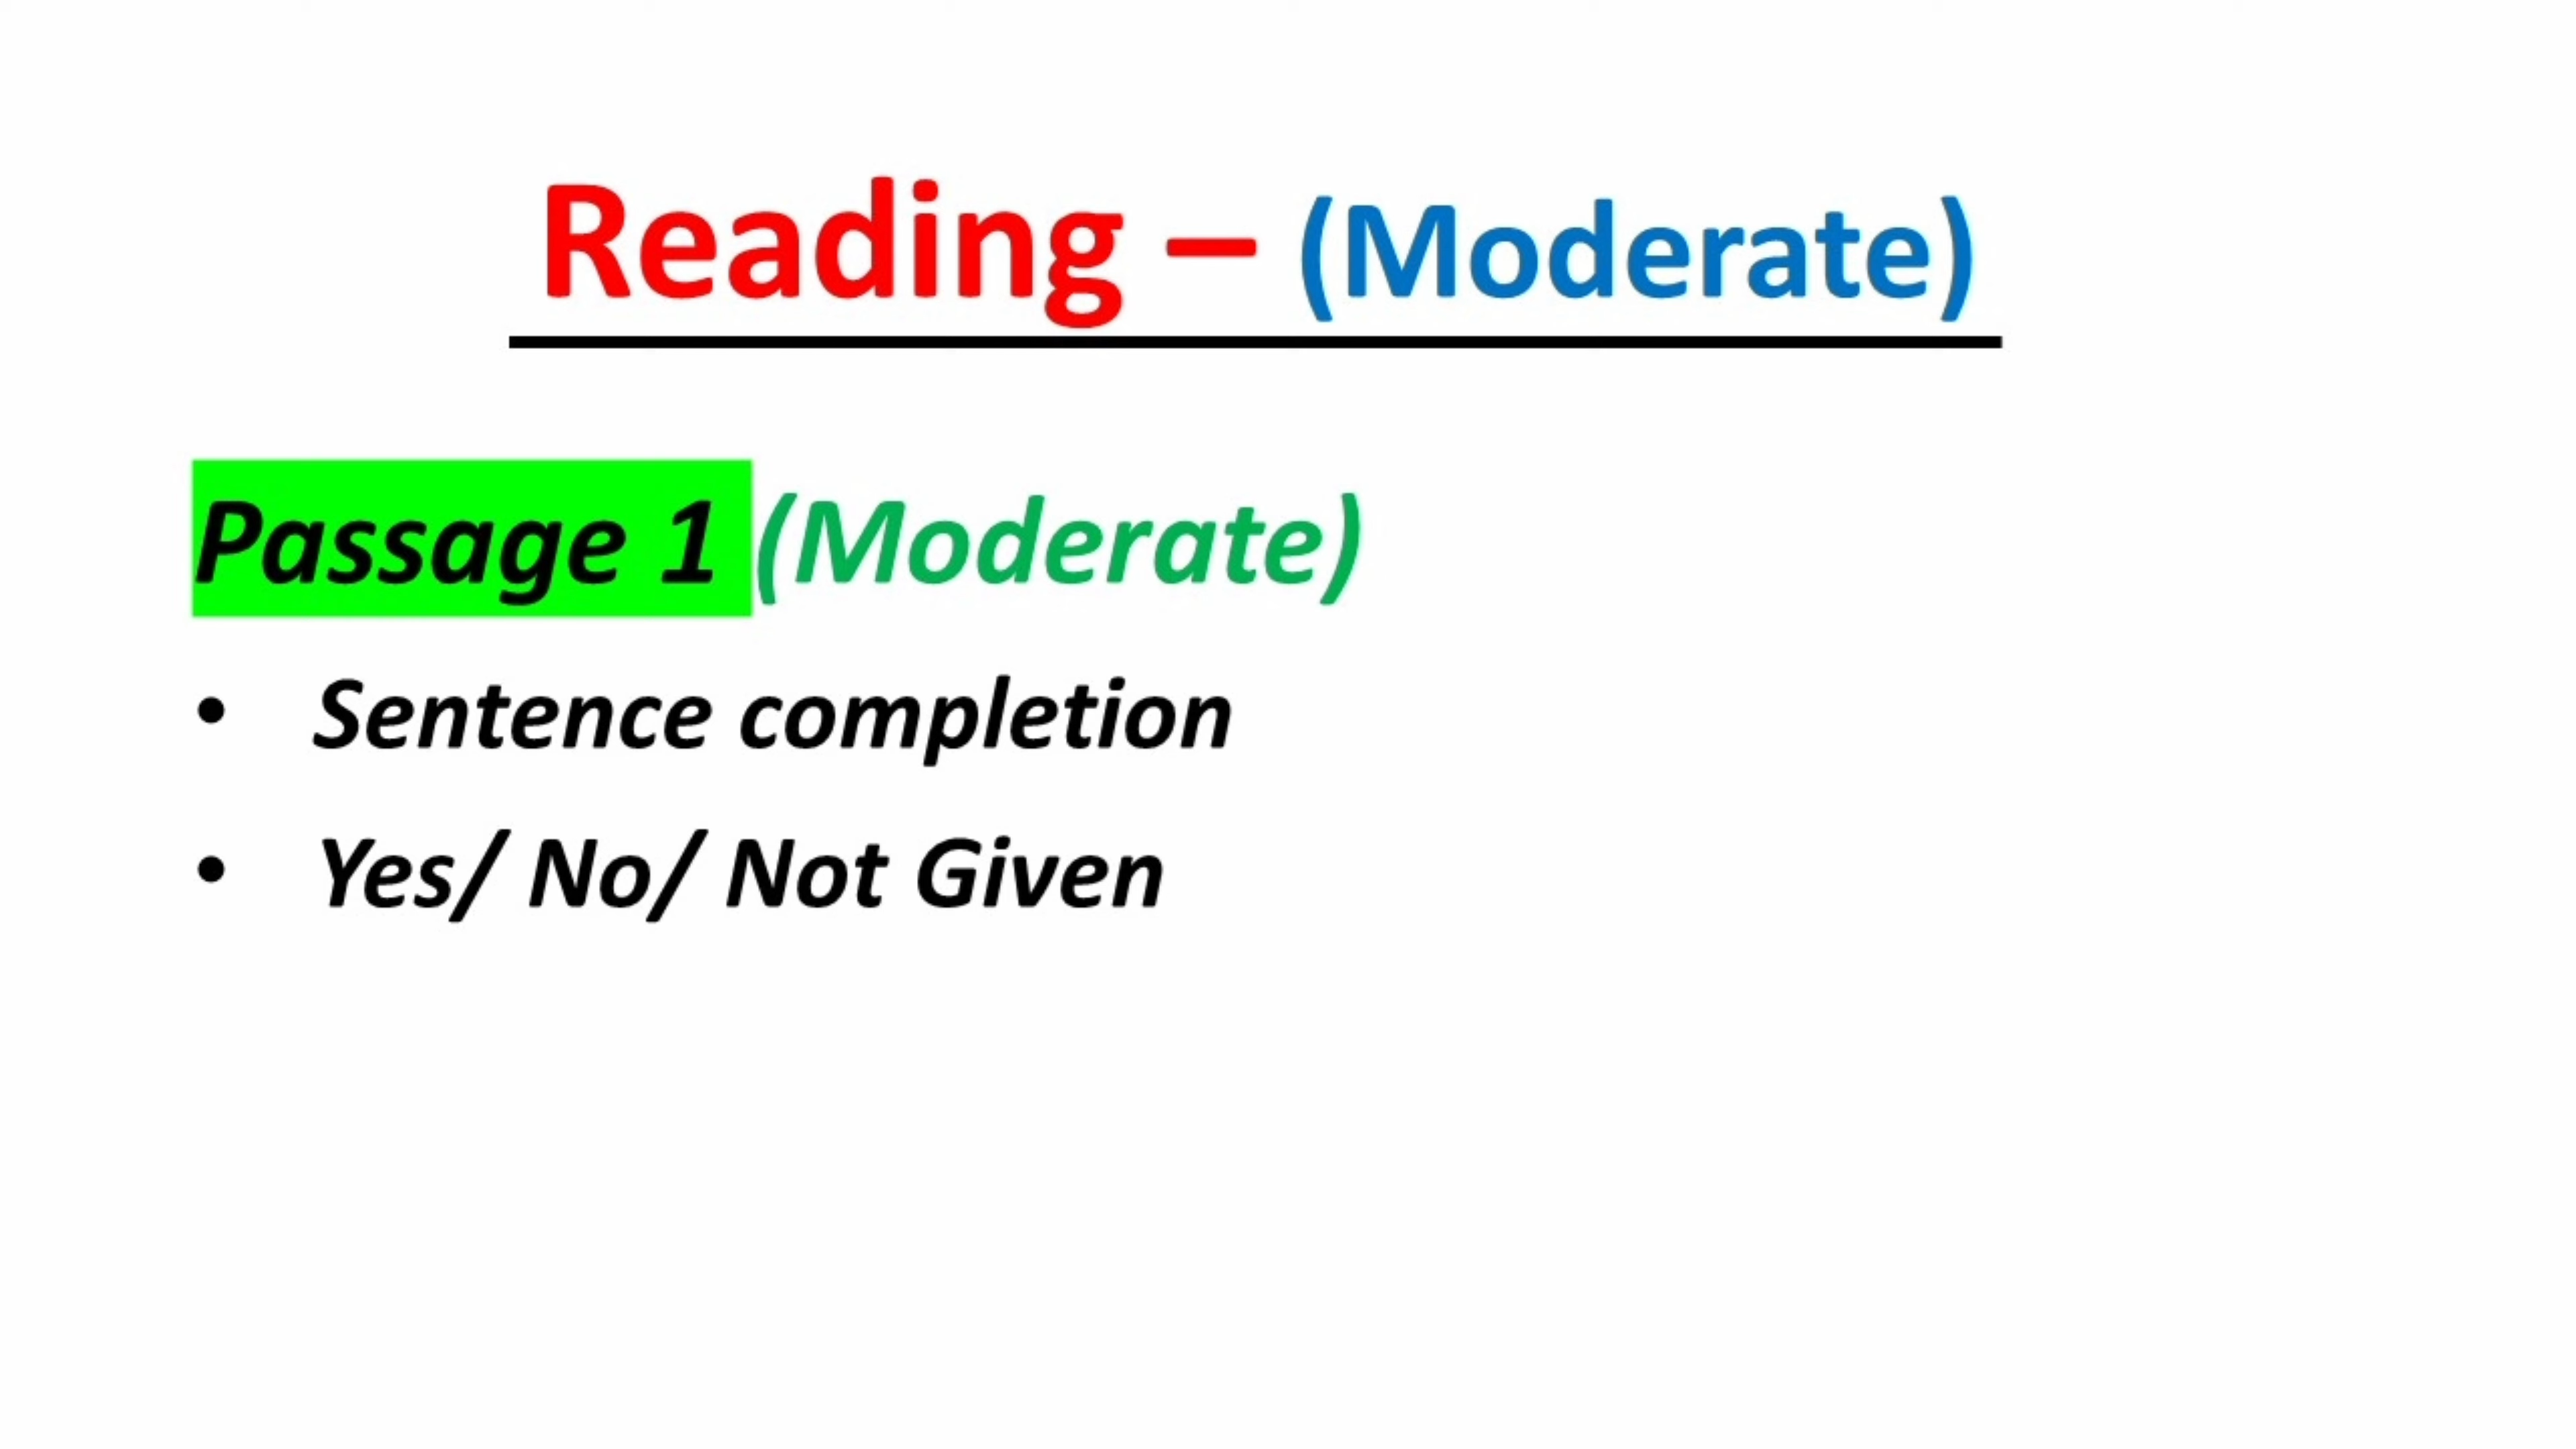 Reading – (Moderate)
Passage 1 (Moderate)
• Sentence completion
• Yes/ No/ Not Given